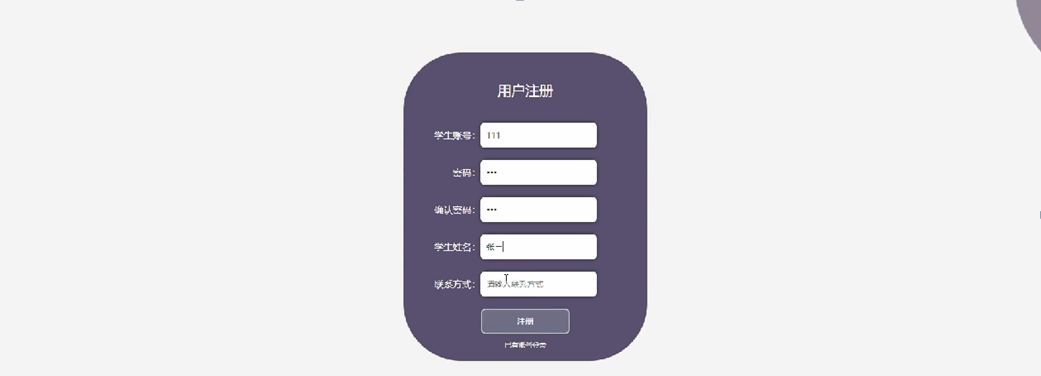 用户注册
学生账号: 111
密码: •••
确认密码: •••
学生姓名: 张一
联系方式: 请输入联系方式
注册
已有账号登录